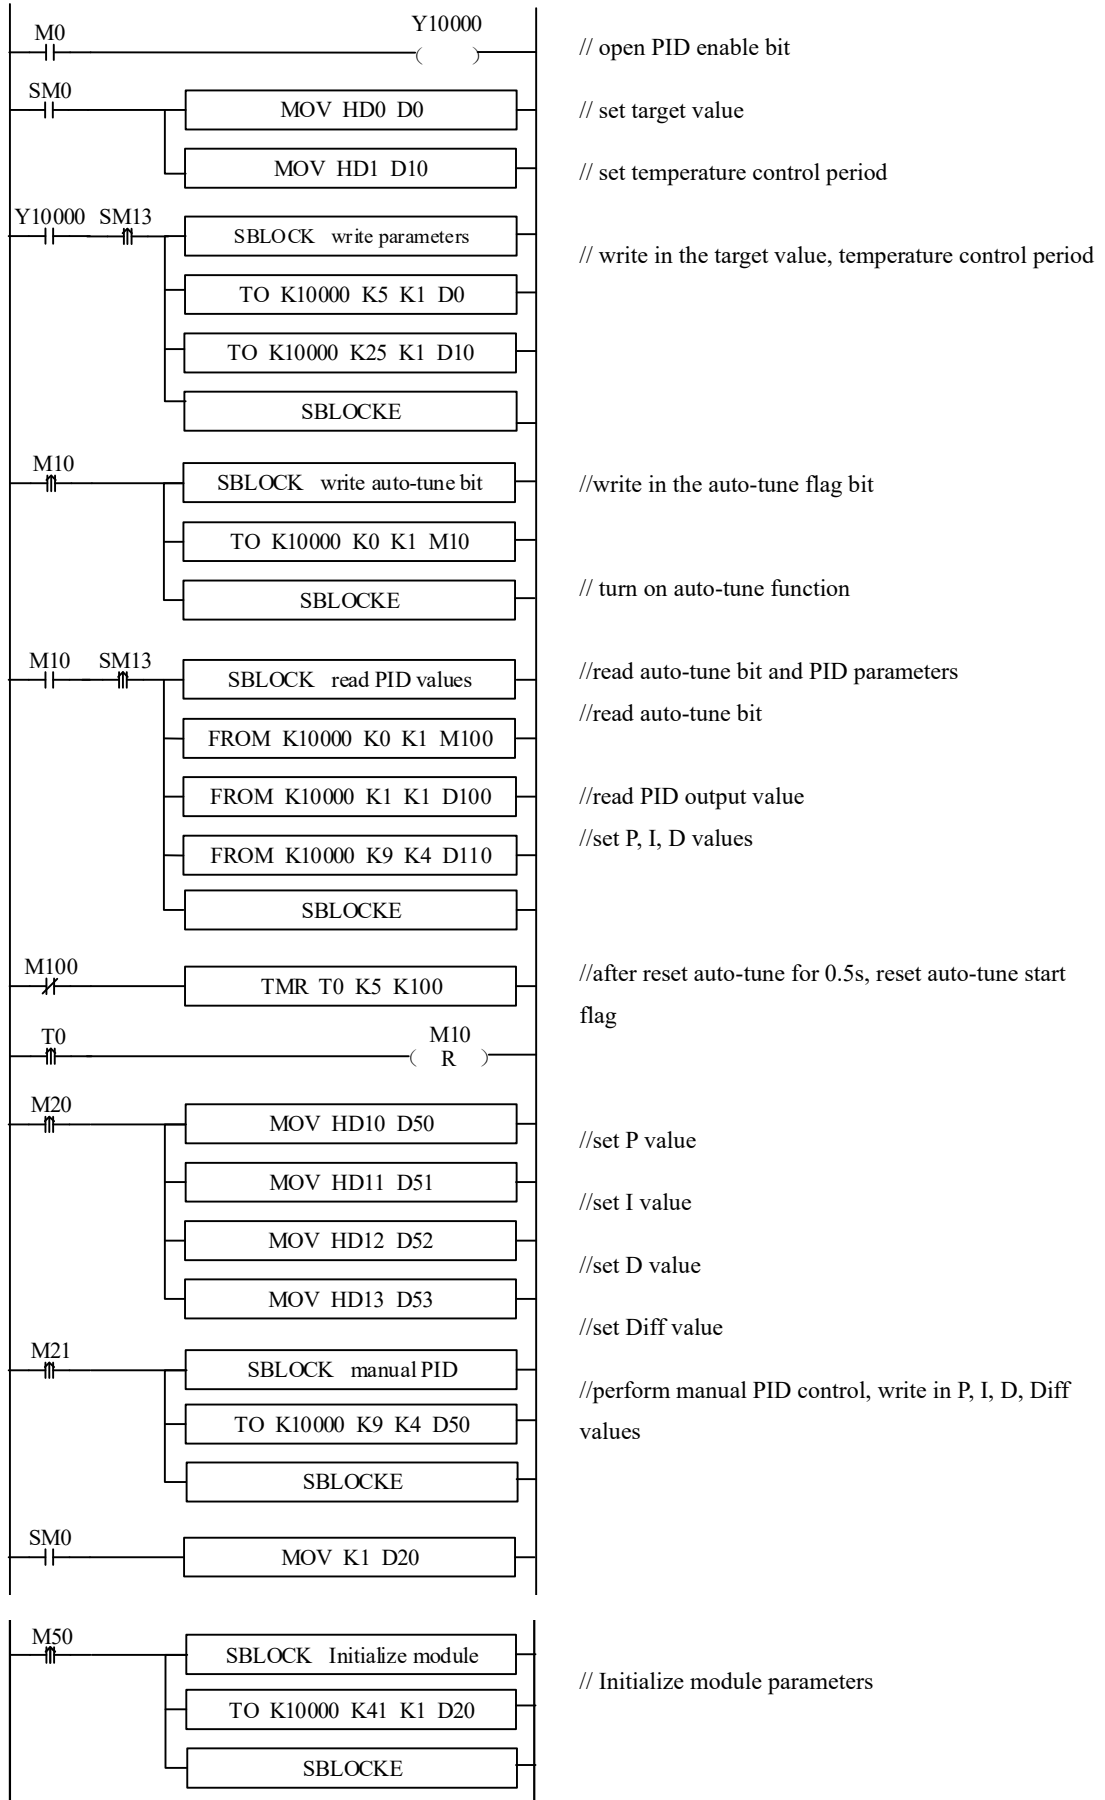 M0
Y10000
( )
// open PID enable bit
SM0
MOV HD0 D0
// set target value
MOV HD1 D10
// set temperature control period
Y10000 SM13
SBLOCK write parameters
// write in the target value, temperature control period
TO K10000 K5 K1 D0
TO K10000 K25 K1 D10
SBLOCKE
M10
SBLOCK write auto-tune bit
//write in the auto-tune flag bit
TO K10000 K0 K1 M10
SBLOCKE
// turn on auto-tune function
M10 SM13
SBLOCK read PID values
//read auto-tune bit and PID parameters
//read auto-tune bit
FROM K10000 K0 K1 M100
FROM K10000 K1 K1 D100
//read PID output value
//set P, I, D values
FROM K10000 K9 K4 D110
SBLOCKE
M100
TMR T0 K5 K100
//after reset auto-tune for 0.5s, reset auto-tune start
flag
T0
M10
( R )
M20
MOV HD10 D50
//set P value
MOV HD11 D51
//set I value
MOV HD12 D52
//set D value
MOV HD13 D53
//set Diff value
M21
SBLOCK manual PID
//perform manual PID control, write in P, I, D, Diff
values
TO K10000 K9 K4 D50
SBLOCKE
SM0
MOV K1 D20
M50
SBLOCK Initialize module
// Initialize module parameters
TO K10000 K41 K1 D20
SBLOCKE